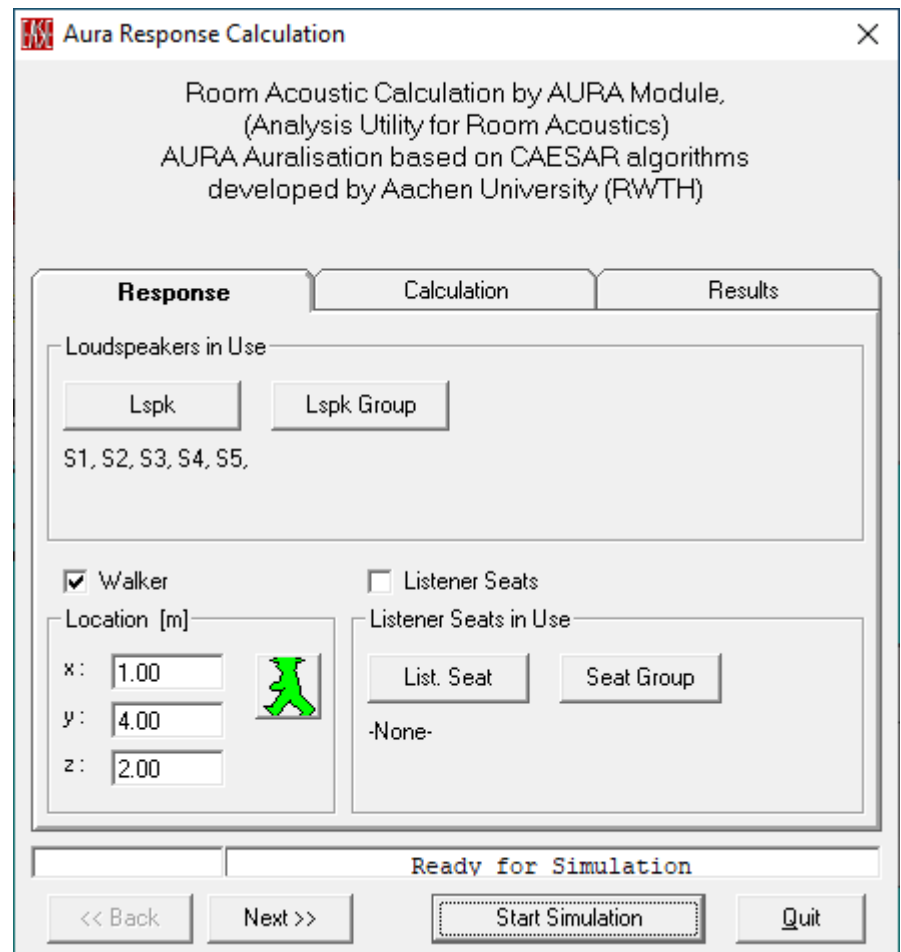 EASE Aura Response Calculation
Room Acoustic Calculation by AURA Module,
(Analysis Utility for Room Acoustics)
AURA Auralisation based on CAESAR algorithms
developed by Aachen University (RWTH)
Response Calculation Results
Loudspeakers in Use
Lspk Lspk Group
S1, S2, S3, S4, S5,
Walker Listener Seats
Location [m] Listener Seats in Use
x: 1.00 List. Seat Seat Group
y: 4.00 -None-
z: 2.00
Ready for Simulation
<< Back Next >> Start Simulation Quit